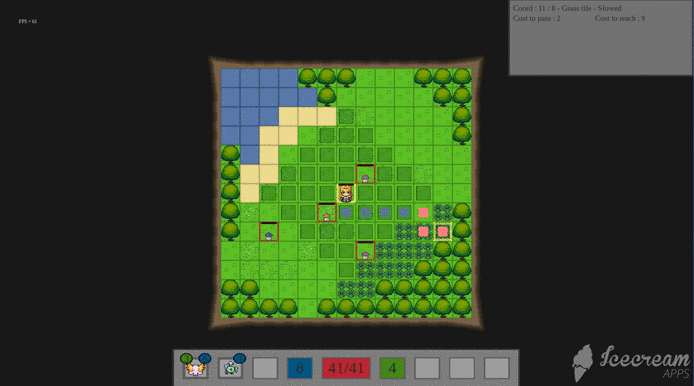 Coord : 11 / 8 - Grass tile - Slowed
Cost to pass : 2 Cost to reach : 9
FPS = 61
8 41/41 4
Icecream
APPS